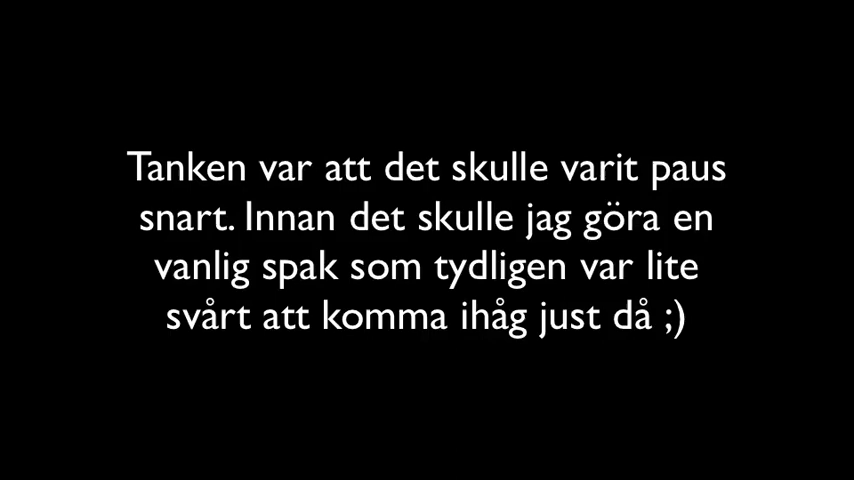 Tanken var att det skulle varit paus
snart. Innan det skulle jag göra en
vanlig spak som tydligen var lite
svårt att komma ihåg just då ;)